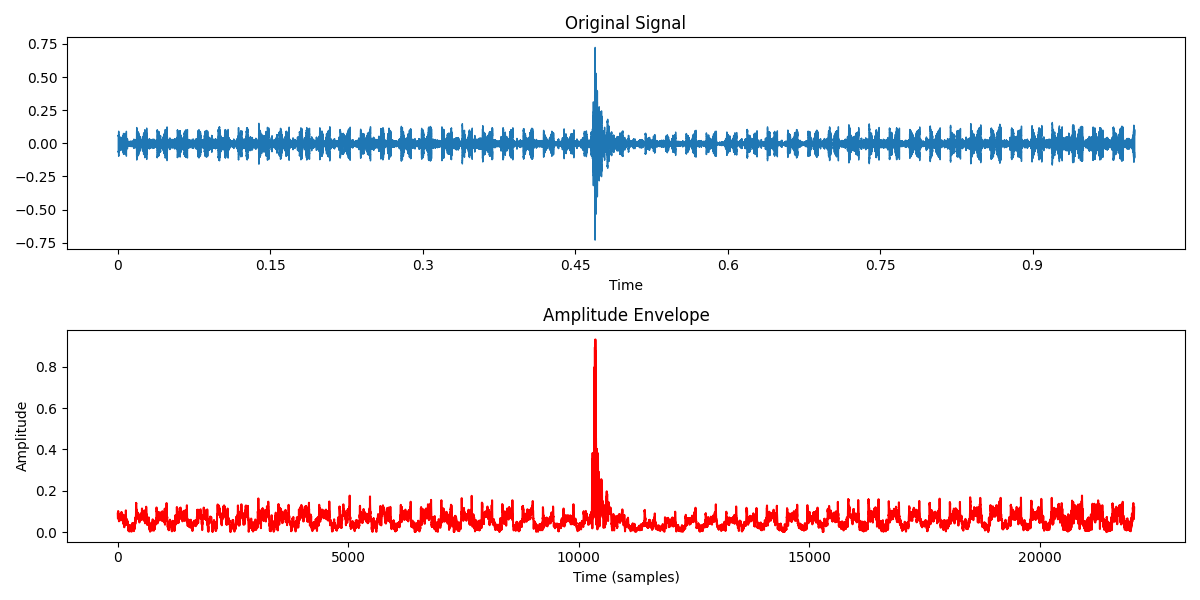 Original Signal
0.75
0.50
0.25
0.00
−0.25
−0.50
−0.75
0 0.15 0.3 0.45 0.6 0.75 0.9
Time
Amplitude Envelope
Amplitude
0.8
0.6
0.4
0.2
0.0
0 5000 10000 15000 20000
Time (samples)